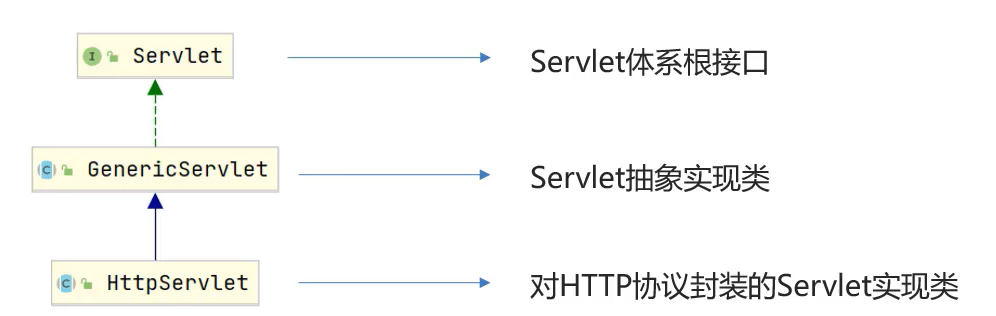 Servlet
Servlet体系根接口
GenericServlet
Servlet抽象实现类
HttpServlet
对HTTP协议封装的Servlet实现类